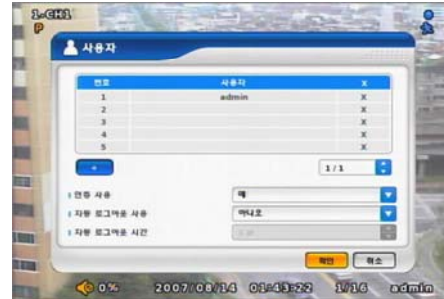 1-CH1
P
사용자
번호 사용자 X
1 admin X
2 X
3 X
4 X
5 X
+ 1 / 1
인증 사용 예
자동 로그아웃 사용 아니오
자동 로그아웃 시간
확인 취소
0% 2007/08/14 01:43:22 1/16 admin